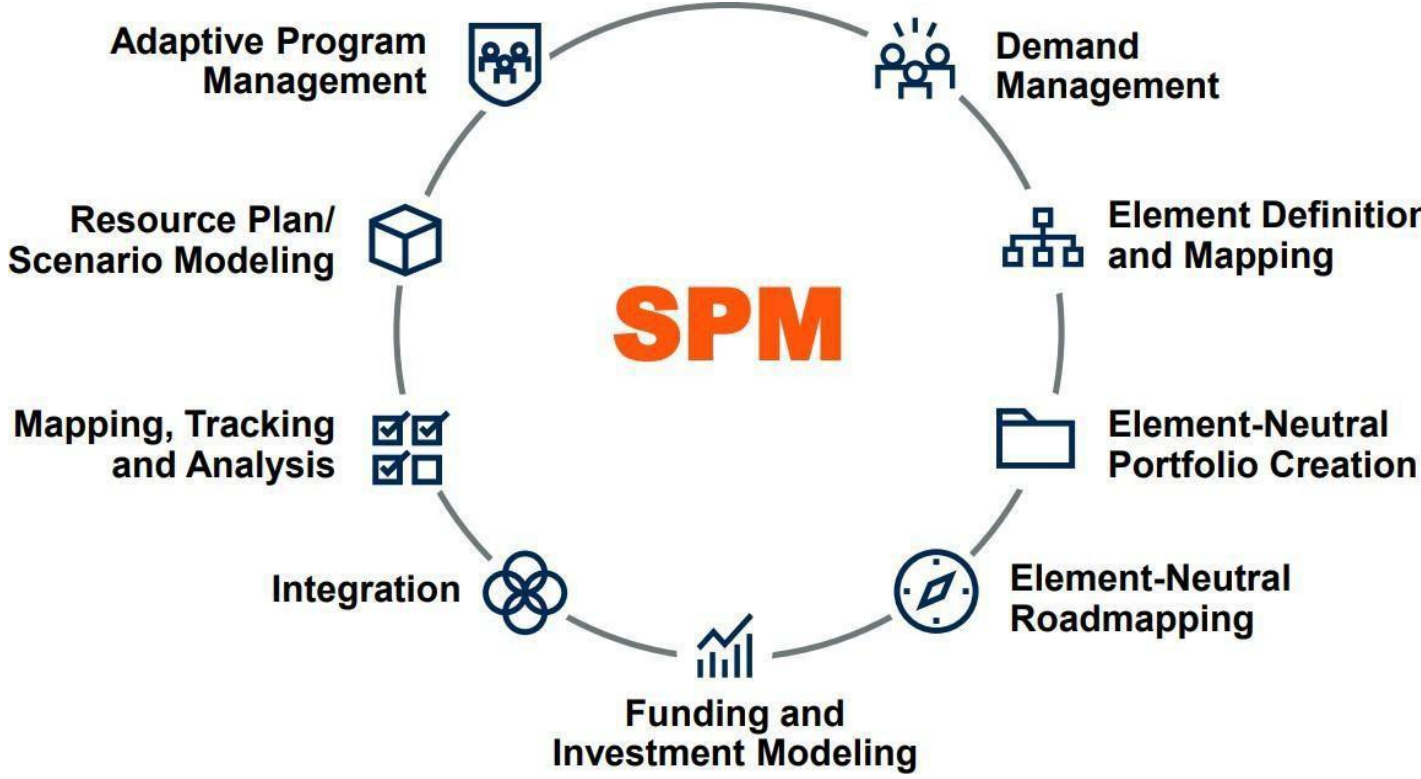 Adaptive Program
Management
Demand
Management
Resource Plan/
Scenario Modeling
Element Definition
and Mapping
SPM
Mapping, Tracking
and Analysis
Element-Neutral
Portfolio Creation
Integration
Element-Neutral
Roadmapping
Funding and
Investment Modeling